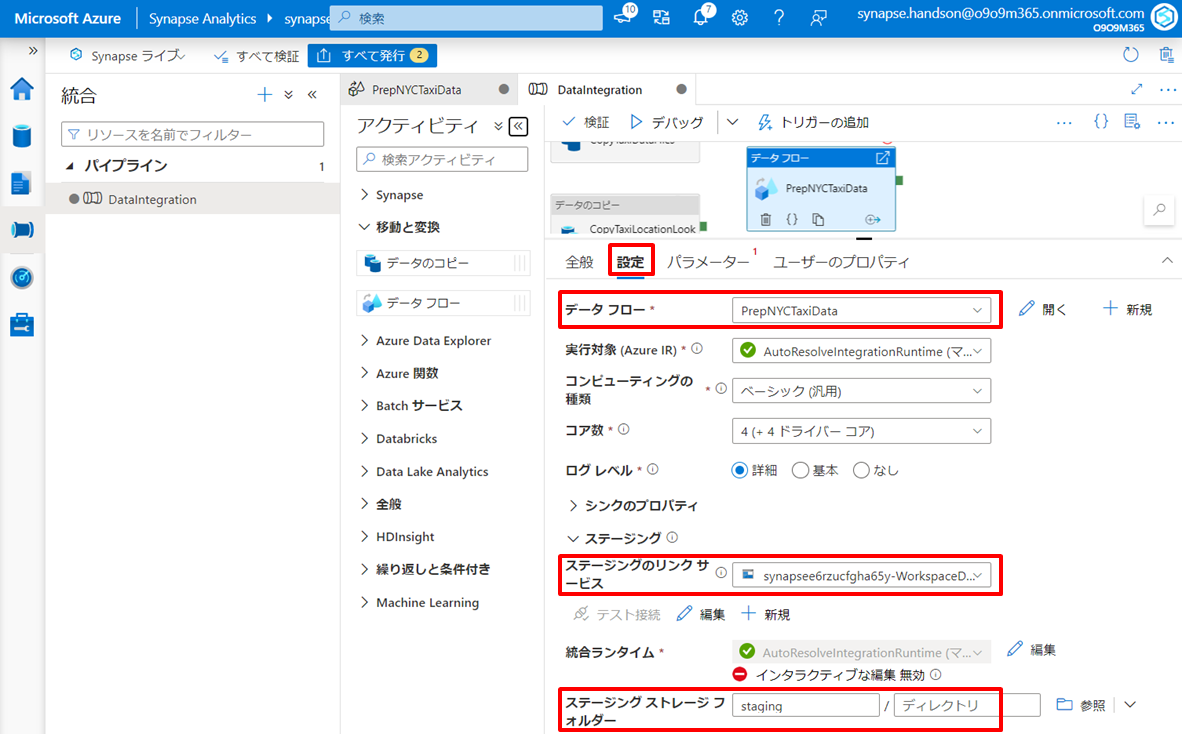 Microsoft Azure
Synapse Analytics
synapse
検索
10
7
synapse.handson@o9o9m365.onmicrosoft.com
O9O9M365
Synapse ライブ
すべて検証
すべて発行 2
統合
リソースを名前でフィルター
パイプライン 1
DataIntegration
PrepNYCTaxiData
DataIntegration
アクティビティ
検索アクティビティ
Synapse
移動と変換
データのコピー
データ フロー
Azure Data Explorer
Azure 関数
Batch サービス
Databricks
Data Lake Analytics
全般
HDInsight
繰り返しと条件付き
Machine Learning
検証
デバッグ
トリガーの追加
データのコピー
CopyTaxiLocationLook
データ フロー
PrepNYCTaxiData
全般
設定
パラメーター 1
ユーザーのプロパティ
データ フロー *
PrepNYCTaxiData
開く
新規
実行対象 (Azure IR) *
AutoResolveIntegrationRuntime (マ...
コンピューティングの
種類 *
ベーシック (汎用)
コア数 *
4 (+ 4 ドライバー コア)
ログ レベル *
詳細
基本
なし
シンクのプロパティ
ステージング
ステージングのリンク サ
ービス
synapsee6rzucfgha65y-WorkspaceD...
テスト接続
編集
新規
統合ランタイム *
AutoResolveIntegrationRuntime (マ...
編集
インタラクティブな編集 無効
ステージング ストレージ フ
ォルダー
staging
/
ディレクトリ
参照